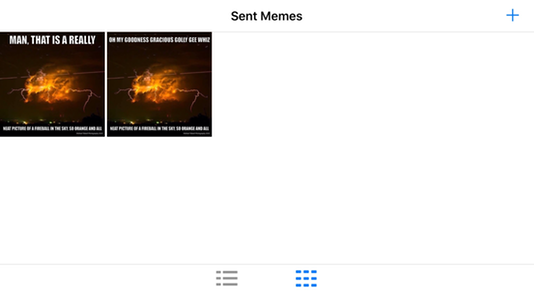 Sent Memes
MAN, THAT IS A REALLY
NEAT PICTURE OF A FIREBALL IN THE SKY, SO ORANGE AND ALL
OH MY GOODNESS GRACIOUS GOLLY GEE WHIZ
NEAT PICTURE OF A FIREBALL IN THE SKY, SO ORANGE AND ALL